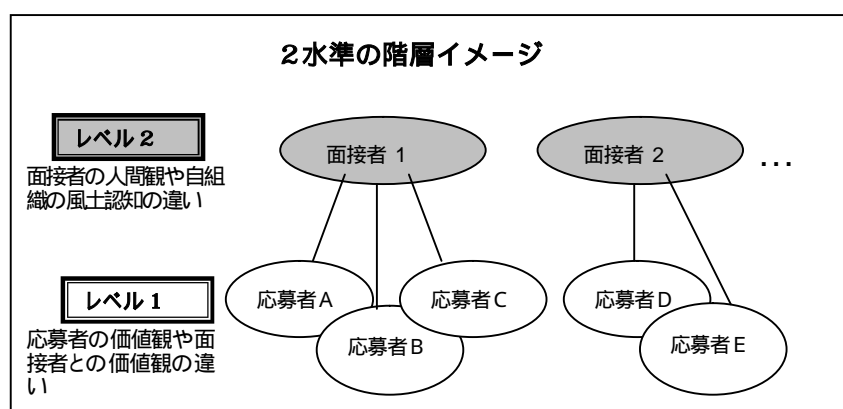 2水準の階層イメージ
レベル2
面接者の人間観や自組
織の風土認知の違い
面接者 1
面接者 2
...
レベル1
応募者の価値観や面
接者との価値観の違
い
応募者A
応募者B
応募者C
応募者D
応募者E